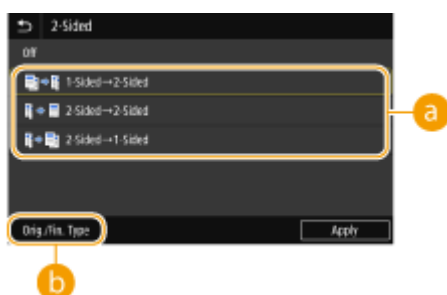 2-Sided
Off
1-Sided→2-Sided
2-Sided→2-Sided
2-Sided→1-Sided
a
Orig./Fin. Type
Apply
b